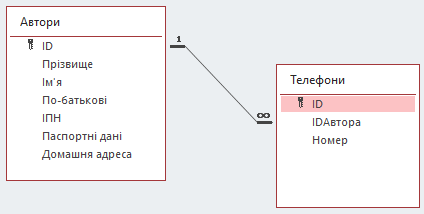 Автори
ID
Прізвище
Ім'я
По-батькові
ІПН
Паспортні дані
Домашня адреса
1
∞
Телефони
ID
IDАвтора
Номер